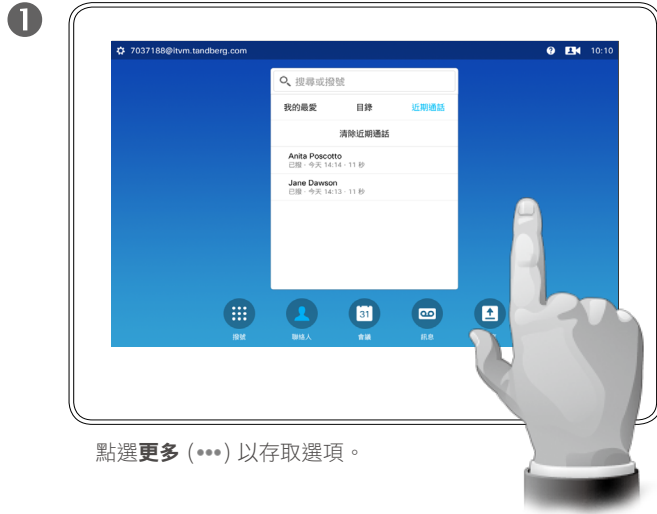 1
7037188@itvm.tandberg.com
? 10:10
搜尋或撥號
我的最愛 目錄 近期通話
清除近期通話
Anita Poscotto
已撥 · 今天 14:14 · 11 秒
Jane Dawson
已撥 · 今天 14:13 · 11 秒
31
撥號 聯絡人 會議 訊息
點選更多 (•••) 以存取選項。